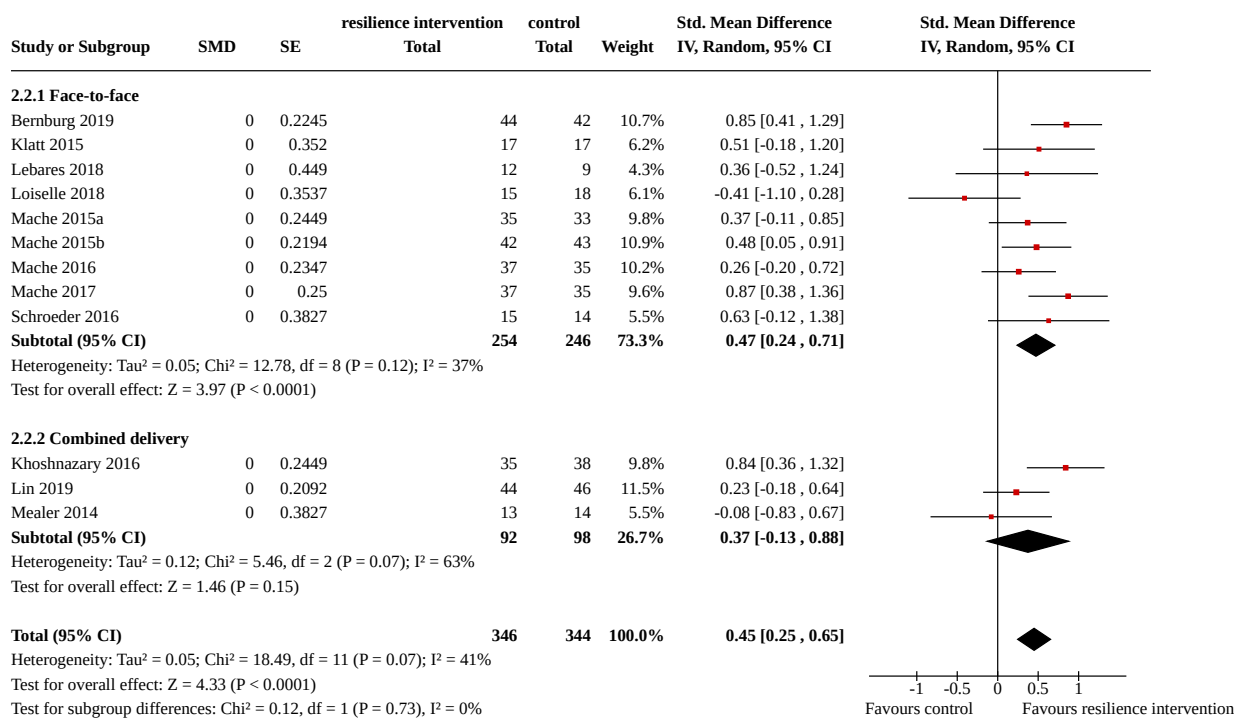 resilience intervention control Std. Mean Difference Std. Mean Difference
Study or Subgroup SMD SE Total Total Weight IV, Random, 95% CI IV, Random, 95% CI
2.2.1 Face-to-face
Bernburg 2019 0 0.2245 44 42 10.7% 0.85 [0.41 , 1.29]
Klatt 2015 0 0.352 17 17 6.2% 0.51 [-0.18 , 1.20]
Lebares 2018 0 0.449 12 9 4.3% 0.36 [-0.52 , 1.24]
Loiselle 2018 0 0.3537 15 18 6.1% -0.41 [-1.10 , 0.28]
Mache 2015a 0 0.2449 35 33 9.8% 0.37 [-0.11 , 0.85]
Mache 2015b 0 0.2194 42 43 10.9% 0.48 [0.05 , 0.91]
Mache 2016 0 0.2347 37 35 10.2% 0.26 [-0.20 , 0.72]
Mache 2017 0 0.25 37 35 9.6% 0.87 [0.38 , 1.36]
Schroeder 2016 0 0.3827 15 14 5.5% 0.63 [-0.12 , 1.38]
Subtotal (95% CI) 254 246 73.3% 0.47 [0.24 , 0.71]
Heterogeneity: Tau² = 0.05; Chi² = 12.78, df = 8 (P = 0.12); I² = 37%
Test for overall effect: Z = 3.97 (P < 0.0001)
2.2.2 Combined delivery
Khoshnazary 2016 0 0.2449 35 38 9.8% 0.84 [0.36 , 1.32]
Lin 2019 0 0.2092 44 46 11.5% 0.23 [-0.18 , 0.64]
Mealer 2014 0 0.3827 13 14 5.5% -0.08 [-0.83 , 0.67]
Subtotal (95% CI) 92 98 26.7% 0.37 [-0.13 , 0.88]
Heterogeneity: Tau² = 0.12; Chi² = 5.46, df = 2 (P = 0.07); I² = 63%
Test for overall effect: Z = 1.46 (P = 0.15)
Total (95% CI) 346 344 100.0% 0.45 [0.25 , 0.65]
Heterogeneity: Tau² = 0.05; Chi² = 18.49, df = 11 (P = 0.07); I² = 41%
Test for overall effect: Z = 4.33 (P < 0.0001) -1 -0.5 0 0.5 1
Test for subgroup differences: Chi² = 0.12, df = 1 (P = 0.73), I² = 0% Favours control Favours resilience intervention